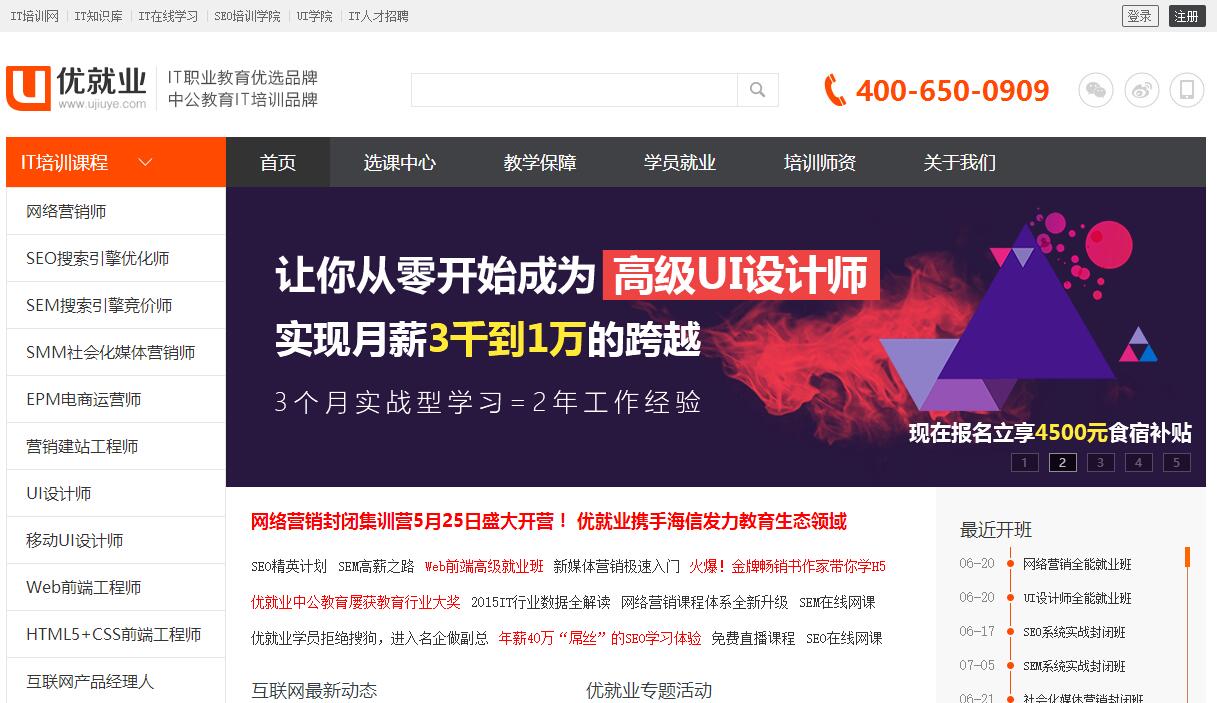 IT培训网 IT知识库 IT在线学习 SEO培训学院 UI学院 IT人才招聘 登录 注册
优就业
www.ujiuye.com
IT职业教育优选品牌
中公教育IT培训品牌
400-650-0909
IT培训课程 首页 选课中心 教学保障 学员就业 培训师资 关于我们
网络营销师
SEO搜索引擎优化师
SEM搜索引擎竞价师
SMM社会化媒体营销师
EPM电商运营师
营销建站工程师
UI设计师
移动UI设计师
Web前端工程师
HTML5+CSS前端工程师
互联网产品经理人
让你从零开始成为 高级UI设计师
实现月薪3千到1万的跨越
3个月实战型学习=2年工作经验
现在报名立享4500元食宿补贴
1 2 3 4 5
网络营销封闭集训营5月25日盛大开营！ 优就业携手海信发力教育生态领域
SEO精英计划 SEM高薪之路 Web前端高级就业班 新媒体营销极速入门 火爆！金牌畅销书作家带你学H5
优就业中公教育屡获教育行业大奖 2015IT行业数据全解读 网络营销课程体系全新升级 SEM在线网课
优就业学员拒绝搜狗，进入名企做副总 年薪40万“屌丝”的SEO学习体验 免费直播课程 SEO在线网课
互联网最新动态 优就业专题活动
最近开班
06-20 网络营销全能就业班
06-20 UI设计师全能就业班
06-17 SEO系统实战封闭班
07-05 SEM系统实战封闭班
06-21 社会化媒体营销封闭班